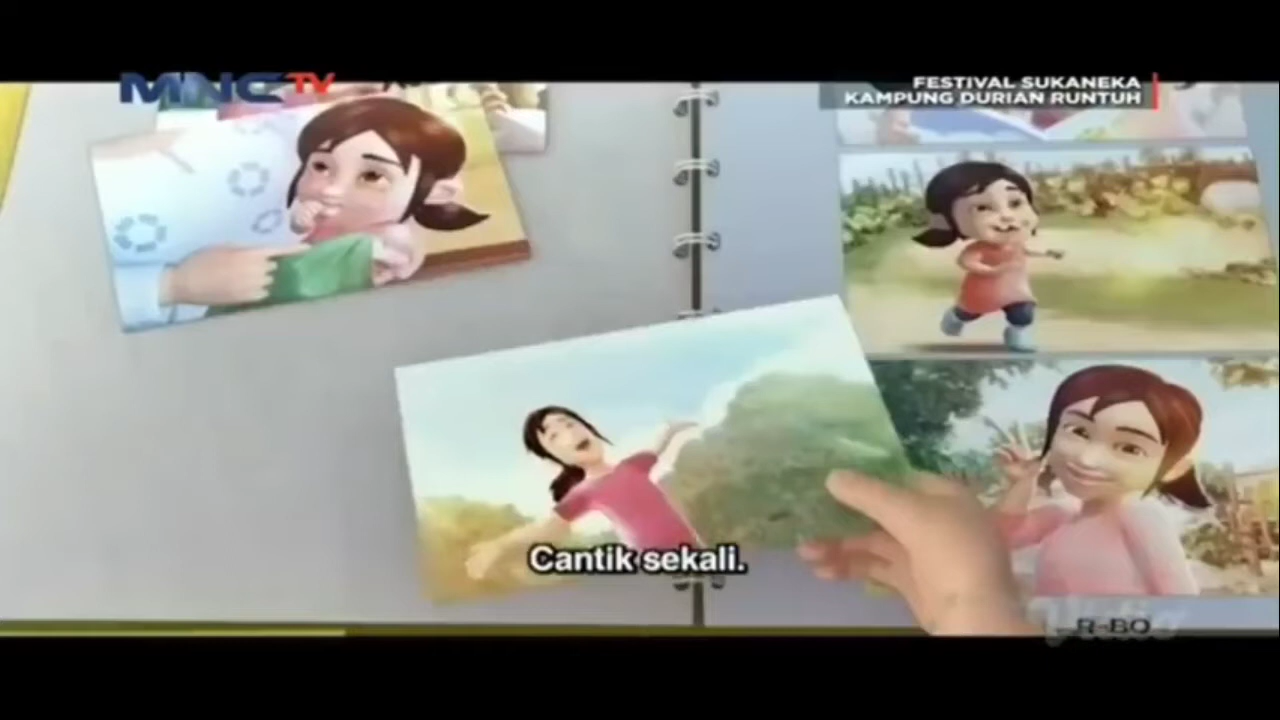 MNCTV
FESTIVAL SUKANEKA
KAMPUNG DURIAN RUNTUH
Cantik sekali.
R-BO